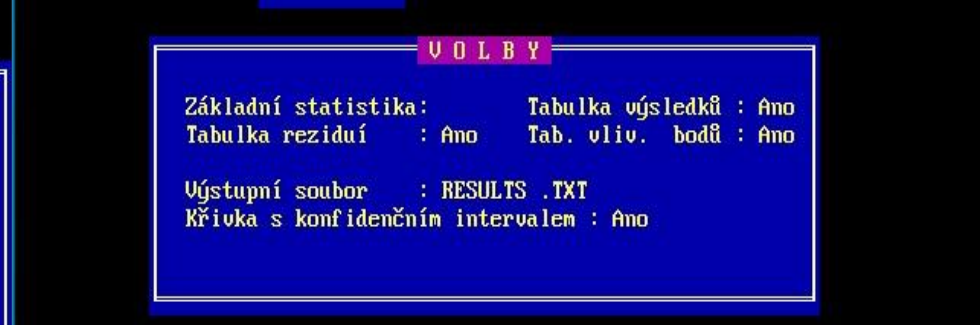 V O L B Y
Základní statistika: Tabulka výsledků : Ano
Tabulka reziduí : Ano Tab. vliv. bodů : Ano
Výstupní soubor : RESULTS .TXT
Křivka s konfidenčním intervalem : Ano